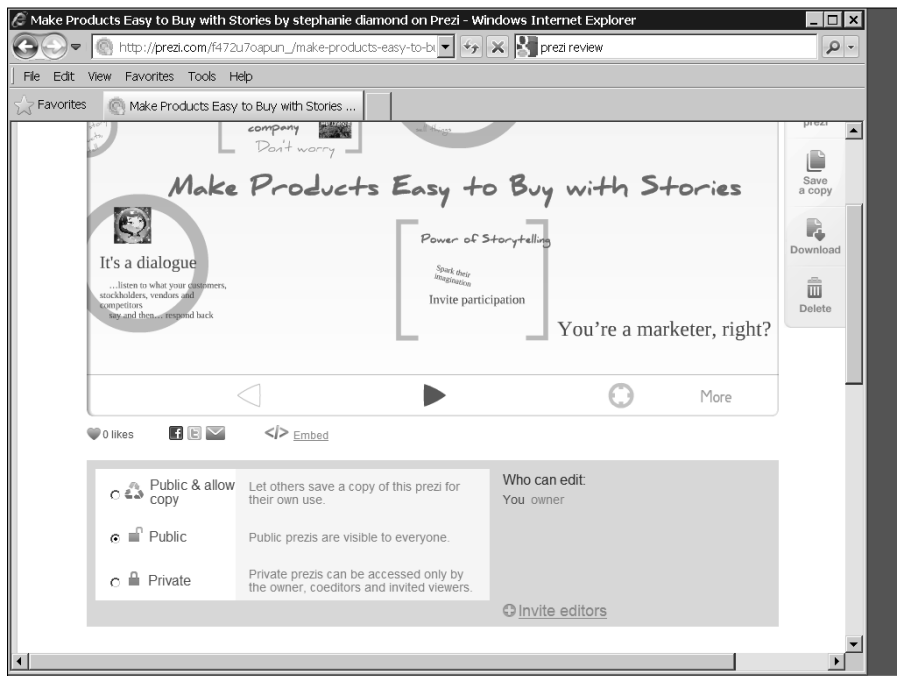 Make Products Easy to Buy with Stories by stephanie diamond on Prezi - Windows Internet Explorer
http://prezi.com/f472u7oapun_/make-products-easy-to-bu
prezi review
File Edit View Favorites Tools Help
Favorites
Make Products Easy to Buy with Stories ...
prezi
company
Don't worry
Save
a copy
Make Products Easy to Buy with Stories
Power of Storytelling
Download
It's a dialogue
Spark their
imagination
...listen to what your customers,
stockholders, vendors and
competitors
say and then... respond back
Invite participation
Delete
You're a marketer, right?
More
0 likes
</> Embed
Public & allow
copy
Let others save a copy of this prezi for
their own use.
Who can edit:
You owner
Public
Public prezis are visible to everyone.
Private
Private prezis can be accessed only by
the owner, coeditors and invited viewers.
Invite editors